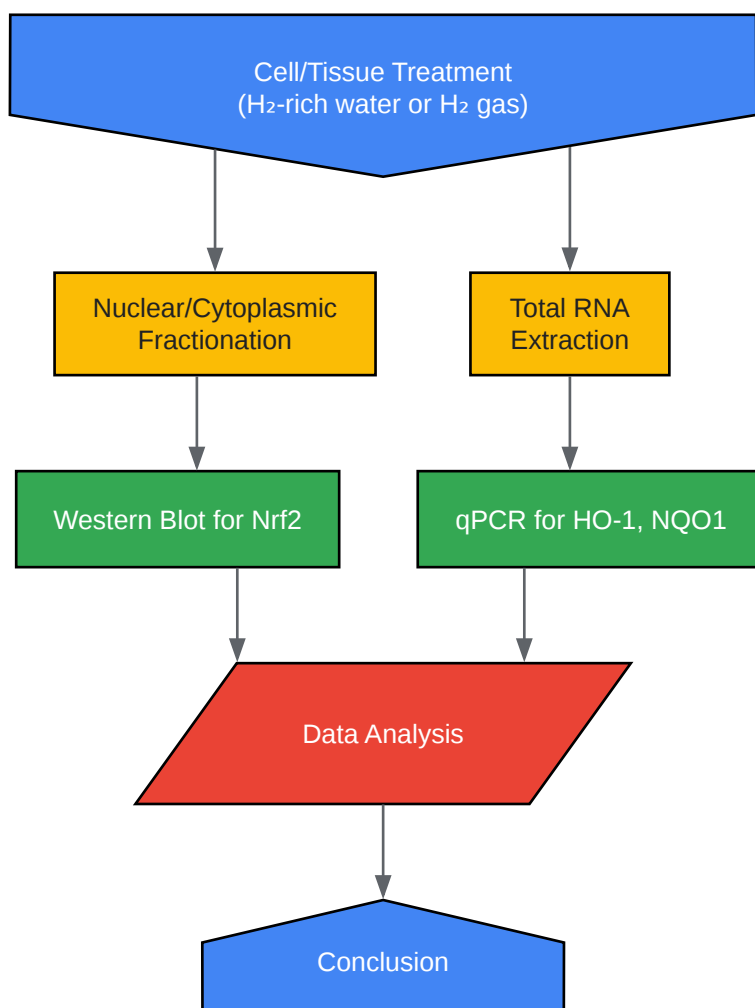 Cell/Tissue Treatment
(H₂-rich water or H₂ gas)
Nuclear/Cytoplasmic
Fractionation
Total RNA
Extraction
Western Blot for Nrf2
qPCR for HO-1, NQO1
Data Analysis
Conclusion